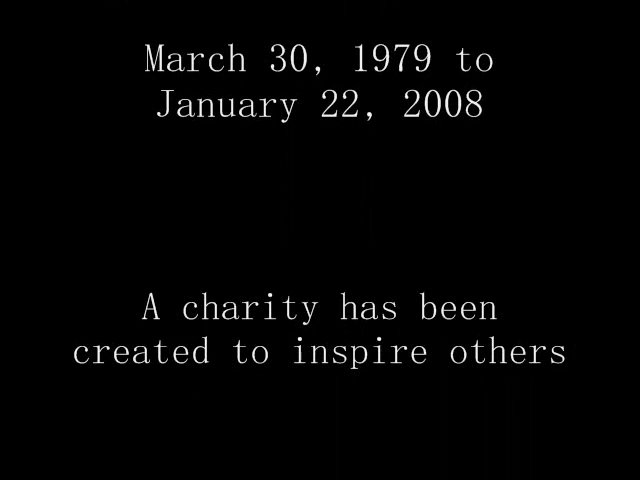 March 30, 1979 to
January 22, 2008
A charity has been
created to inspire others